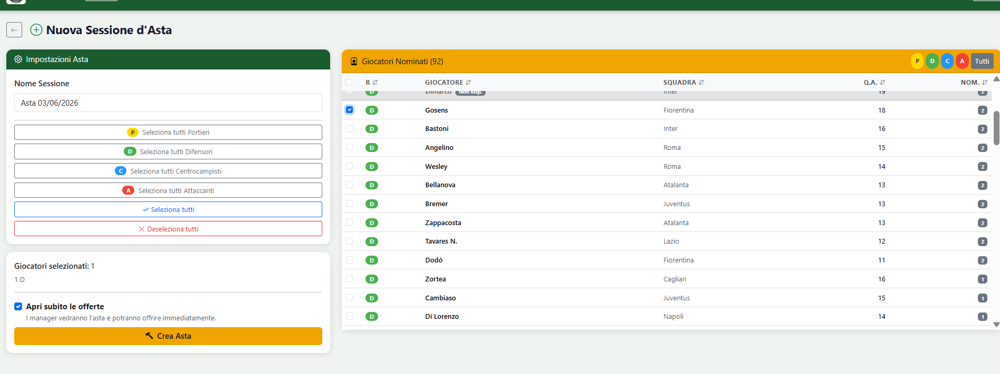 Nuova Sessione d'Asta
Impostazioni Asta
Nome Sessione
Asta 03/06/2026
P Seleziona tutti Portieri
D Seleziona tutti Difensori
C Seleziona tutti Centrocampisti
A Seleziona tutti Attaccanti
Seleziona tutti
Deseleziona tutti
Giocatori selezionati: 1
1 D
Apri subito le offerte
I manager vedranno l'asta e potranno offrire immediatamente.
Crea Asta
Giocatori Nominati (92) P D C A Tutti
R GIOCATORE SQUADRA Q.A. NOM.
D Dimarco Non disp. Inter 19 2
D Gosens Fiorentina 18 2
D Bastoni Inter 16 2
D Angelino Roma 15 2
D Wesley Roma 14 2
D Bellanova Atalanta 13 2
D Bremer Juventus 13 2
D Zappacosta Atalanta 13 2
D Tavares N. Lazio 12 2
D Dodò Fiorentina 11 2
D Zortea Cagliari 16 1
D Cambiaso Juventus 15 1
D Di Lorenzo Napoli 14 1